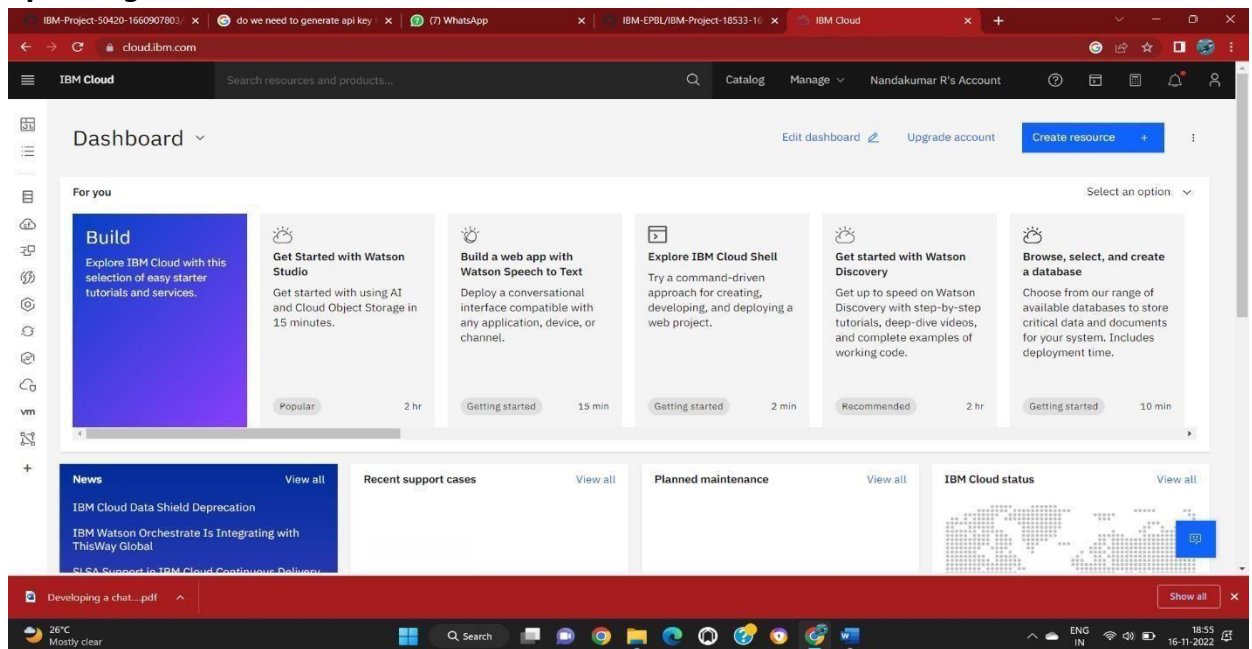 IBM-Project-50420-1660907803/
do we need to generate api key
(7) WhatsApp
IBM-EPBL/IBM-Project-18533-16
IBM Cloud
cloud.ibm.com
IBM Cloud
Search resources and products...
Catalog
Manage
Nandakumar R's Account
Dashboard
Edit dashboard
Upgrade account
Create resource +
For you
Select an option
Build
Explore IBM Cloud with this
selection of easy starter
tutorials and services.
Get Started with Watson
Studio
Get started with using AI
and Cloud Object Storage in
15 minutes.
Popular
2 hr
Build a web app with
Watson Speech to Text
Deploy a conversational
interface compatible with
any application, device, or
channel.
Getting started
15 min
Explore IBM Cloud Shell
Try a command-driven
approach for creating,
developing, and deploying a
web project.
Getting started
2 min
Get started with Watson
Discovery
Get up to speed on Watson
Discovery with step-by-step
tutorials, deep-dive videos,
and complete examples of
working code.
Recommended
2 hr
Browse, select, and create
a database
Choose from our range of
available databases to store
critical data and documents
for your system. Includes
deployment time.
Getting started
10 min
vm
News
View all
IBM Cloud Data Shield Deprecation
IBM Watson Orchestrate Is Integrating with
ThisWay Global
SLSA Support in IBM Cloud Continuous Delivery
Recent support cases
View all
Planned maintenance
View all
IBM Cloud status
View all
Developing a chat....pdf
Show all
26°C
Mostly clear
Search
ENG
IN
18:55
16-11-2022